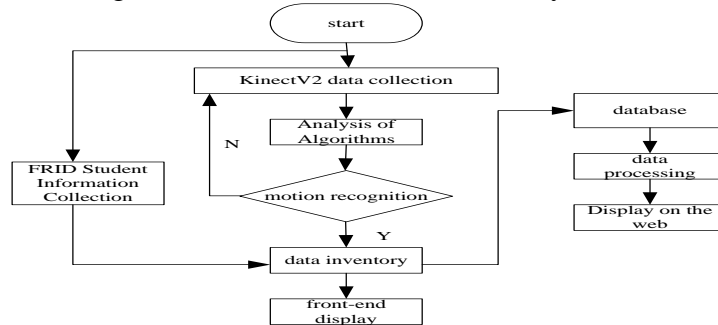 start
KinectV2 data collection
Analysis of
Algorithms
N
motion recognition
Y
FRID Student
Information
Collection
data inventory
front-end
display
database
data
processing
Display on the
web